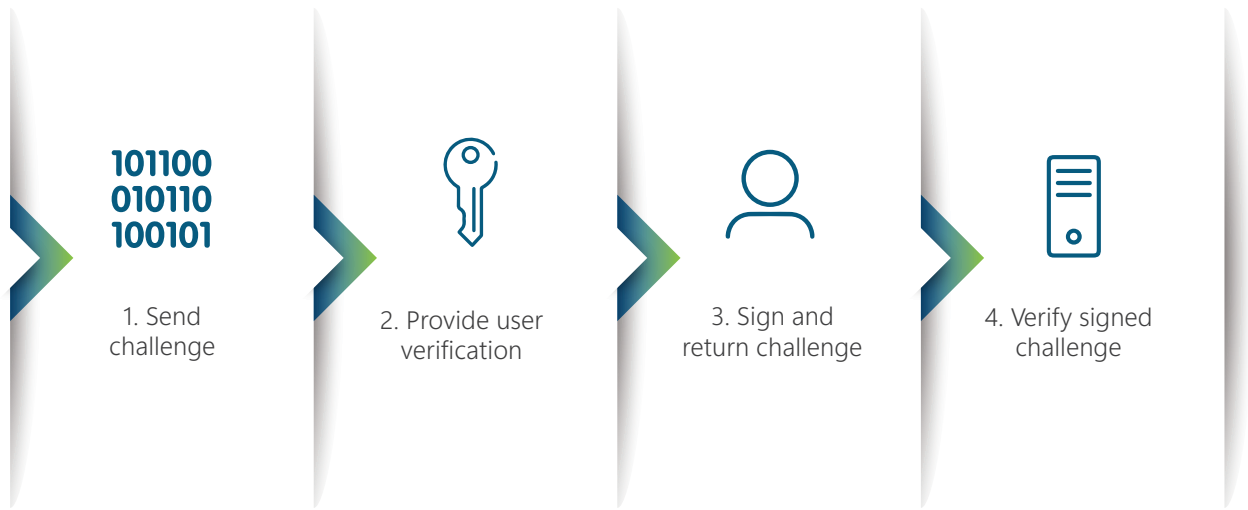 101100
010110
100101
1. Send
challenge
2. Provide user
verification
3. Sign and
return challenge
4. Verify signed
challenge